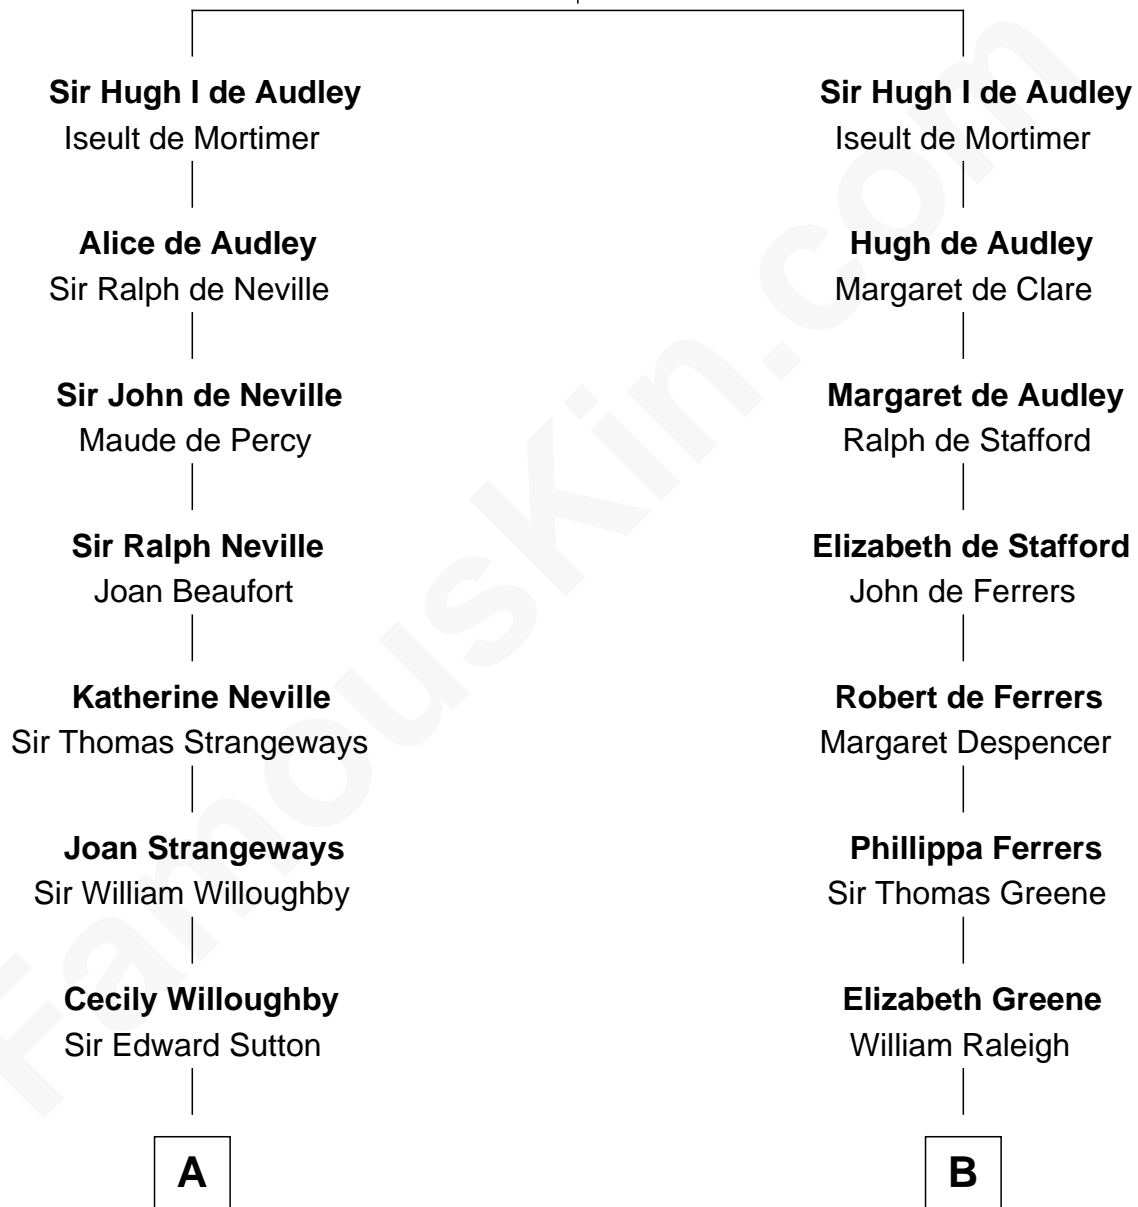 Sir Hugh I de Audley
Iseult de Mortimer
Alice de Audley
Sir Ralph de Neville
Sir John de Neville
Maude de Percy
Sir Ralph Neville
Joan Beaufort
Katherine Neville
Sir Thomas Strangeways
Joan Strangeways
Sir William Willoughby
Cecily Willoughby
Sir Edward Sutton
A
Sir Hugh I de Audley
Iseult de Mortimer
Hugh de Audley
Margaret de Clare
Margaret de Audley
Ralph de Stafford
Elizabeth de Stafford
John de Ferrers
Robert de Ferrers
Margaret Despencer
Phillippa Ferrers
Sir Thomas Greene
Elizabeth Greene
William Raleigh
B
FamousKin.com